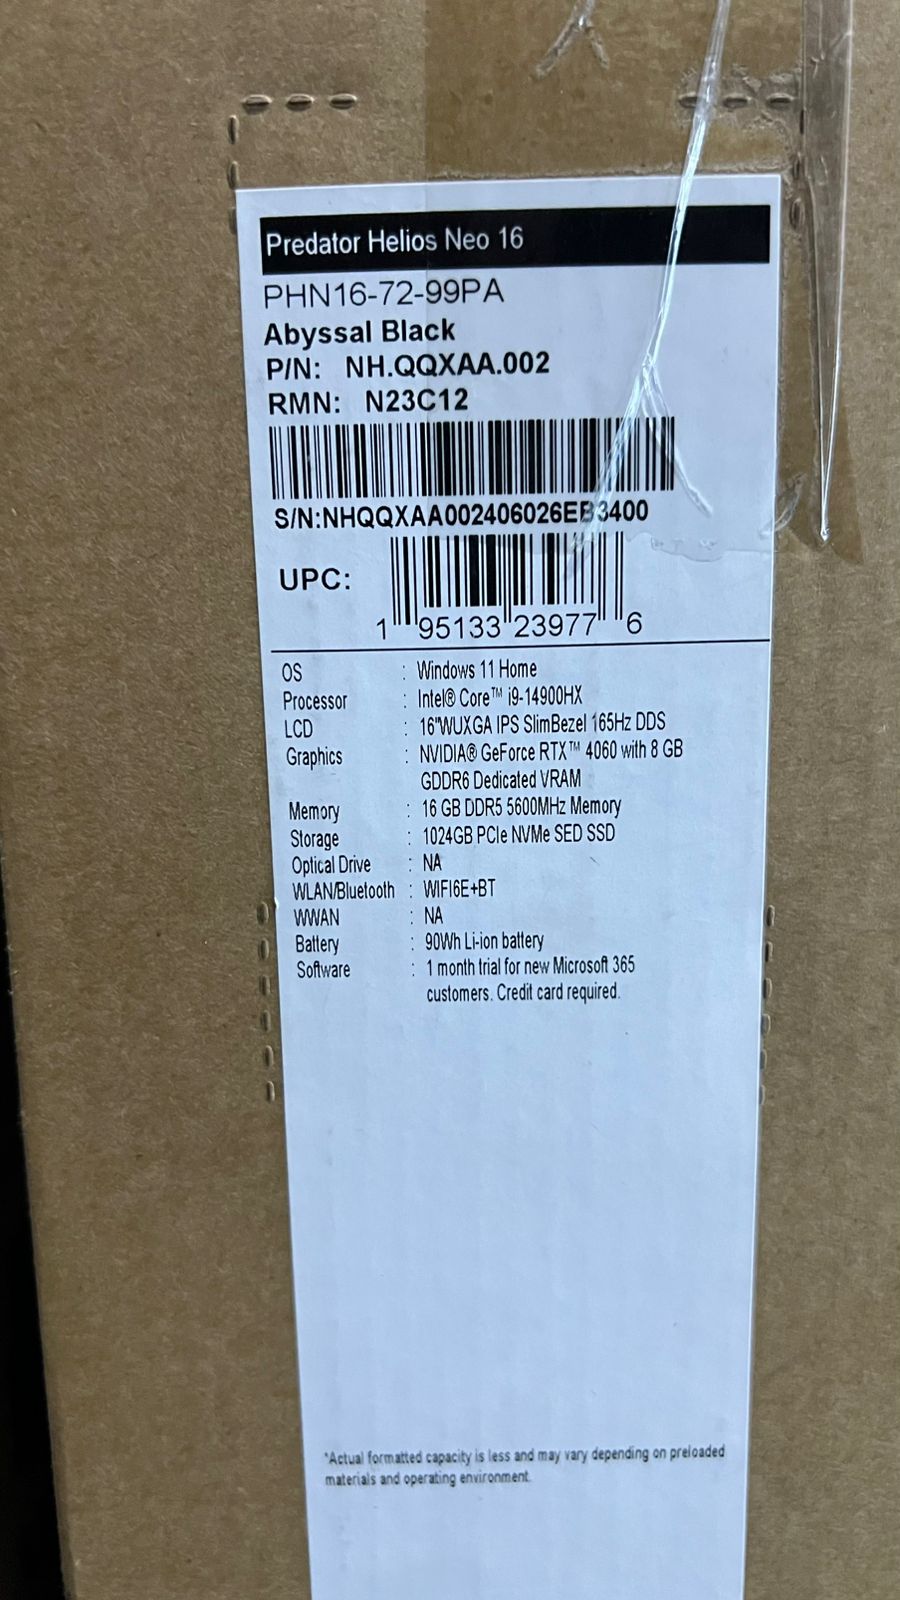 Predator Helios Neo 16
PHN16-72-99PA
Abyssal Black
P/N: NH.QQXAA.002
RMN: N23C12
S/N:NHQQXAA002406026EB3400
UPC:
1 95133 23977 6
OS : Windows 11 Home
Processor : Intel® Core™ i9-14900HX
LCD : 16"WUXGA IPS SlimBezel 165Hz DDS
Graphics : NVIDIA® GeForce RTX™ 4060 with 8 GB
GDDR6 Dedicated VRAM
Memory : 16 GB DDR5 5600MHz Memory
Storage : 1024GB PCIe NVMe SED SSD
Optical Drive : NA
WLAN/Bluetooth : WIFI6E+BT
WWAN : NA
Battery : 90Wh Li-ion battery
Software : 1 month trial for new Microsoft 365
customers. Credit card required.
*Actual formatted capacity is less and may vary depending on preloaded
materials and operating environment.